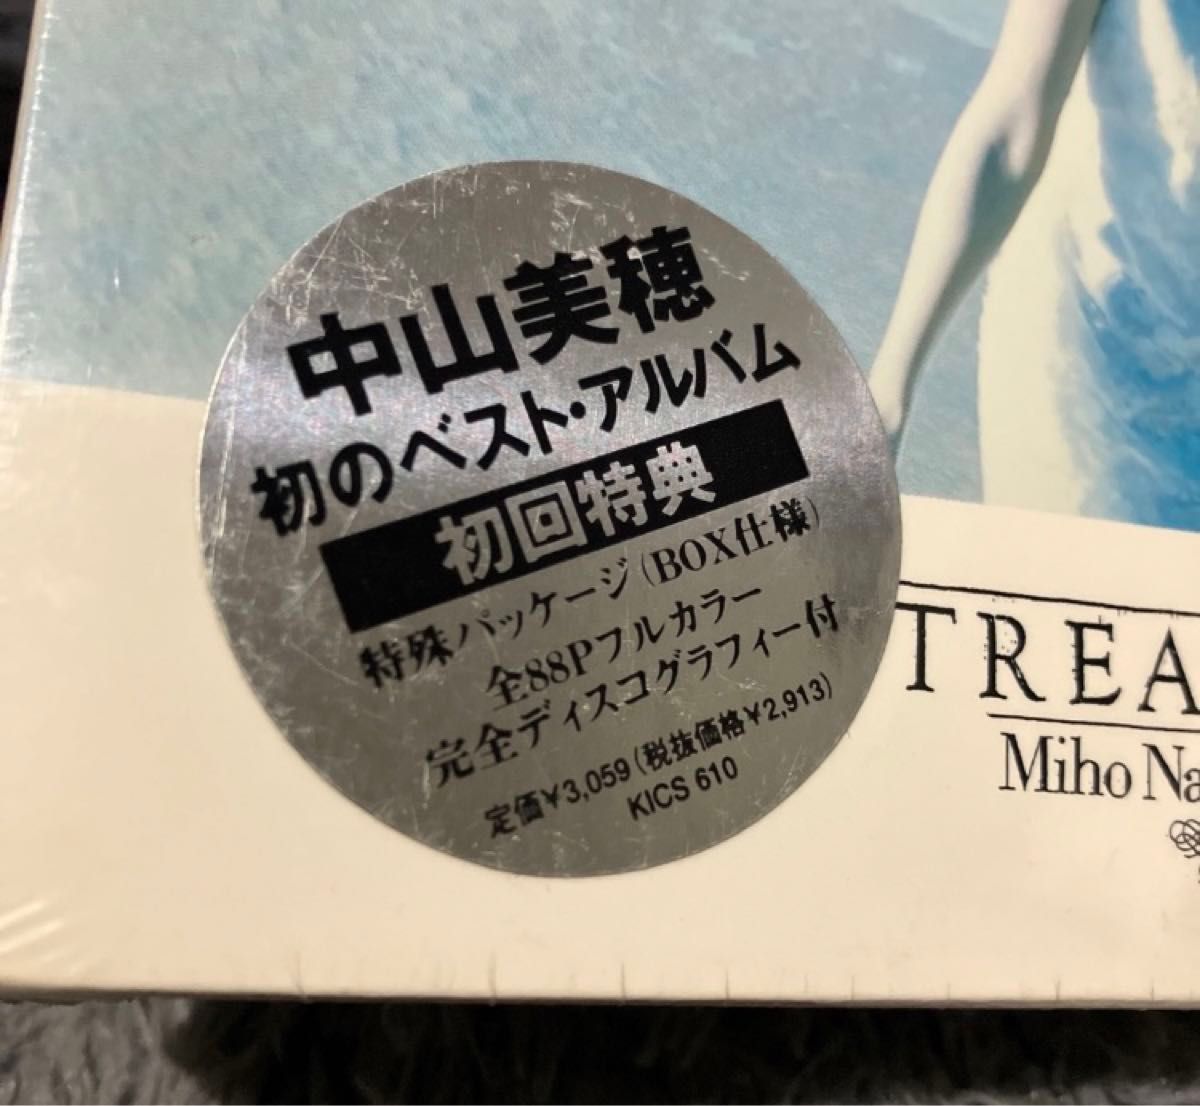 中山美穂
初のベスト・アルバム
初回特典
特殊パッケージ(BOX仕様)
全88Pフルカラー
完全ディスコグラフィー付
定価¥3,059(税抜価格¥2,913)
KICS 610
TREA
Miho Na